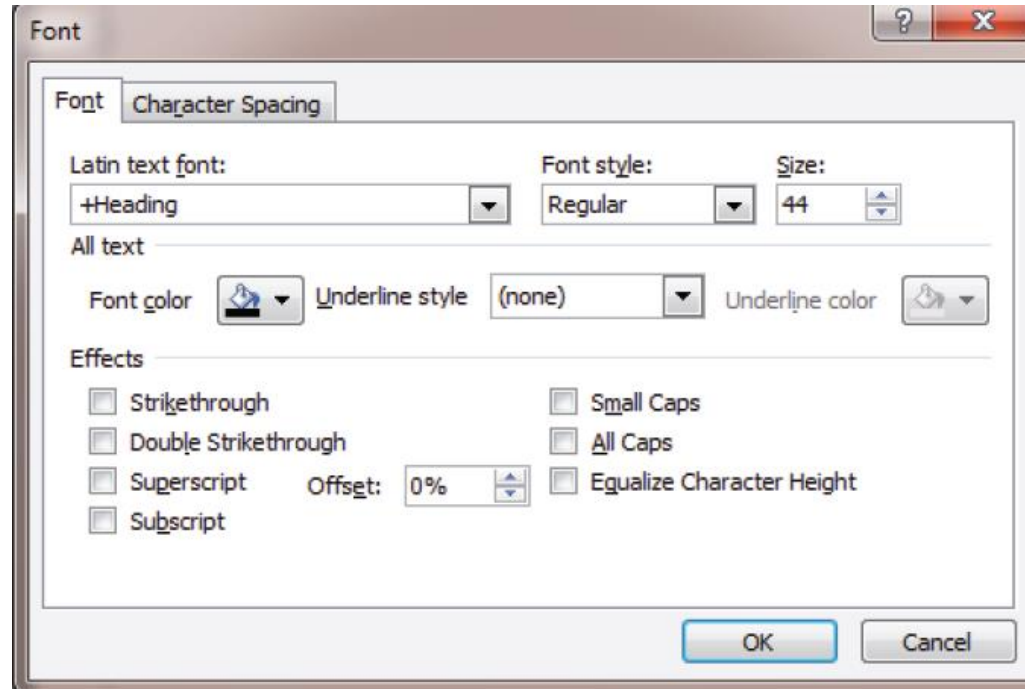 Font
Font Character Spacing
Latin text font: Font style: Size:
+Heading Regular 44
All text
Font color Underline style (none) Underline color
Effects
Strikethrough Small Caps
Double Strikethrough All Caps
Superscript Offset: 0% Equalize Character Height
Subscript
OK Cancel